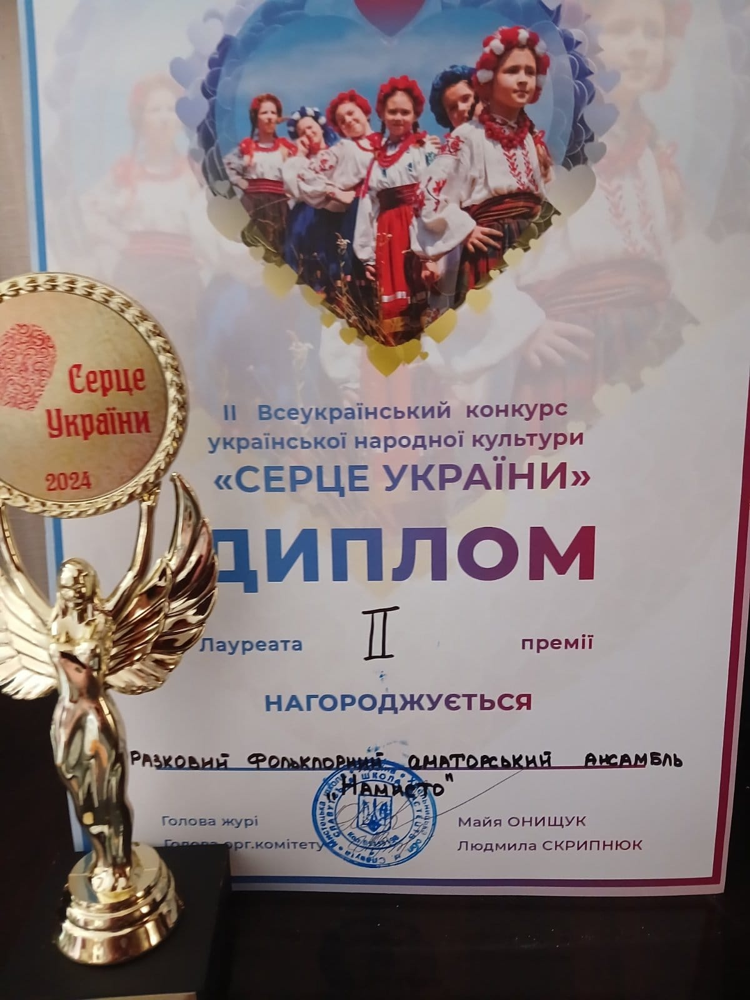 Серце
України
2024
II Всеукраїнський конкурс
української народної культури
«СЕРЦЕ УКРАЇНИ»
ДИПЛОМ
Лауреата II премії
НАГОРОДЖУЄТЬСЯ
РАЗКОВИЙ ФОЛЬКЛОРНИЙ АМАТОРСЬКИЙ АНСАМБЛЬ
„НАМИСТО"
Голова журі Майя ОНИЩУК
Голова орг.комітету Людмила СКРИПНЮК